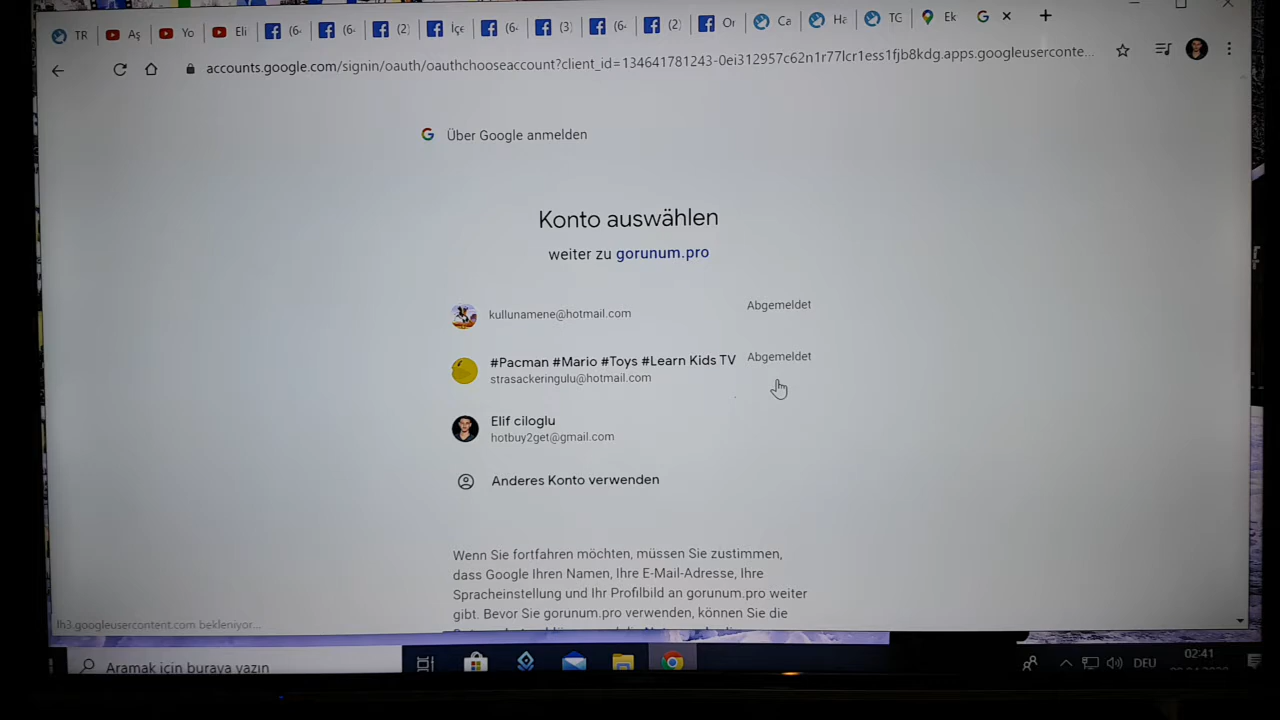 TR
Aş
Yo
Eli
(6-
(6-
(2)
İçe
(6-
(3)
(6-
(2)
Or
Ca
Ha
TC
Ek
accounts.google.com/signin/oauth/oauthchooseaccount?client_id=134641781243-0ei312957c62n1r77lcr1ess1fjb8kdg.apps.googleuserconte...
Über Google anmelden
Konto auswählen
weiter zu gorunum.pro
kullunamene@hotmail.com
Abgemeldet
#Pacman #Mario #Toys #Learn Kids TV
Abgemeldet
strasackeringulu@hotmail.com
Elif ciloglu
hotbuy2get@gmail.com
Anderes Konto verwenden
Wenn Sie fortfahren möchten, müssen Sie zustimmen,
dass Google Ihren Namen, Ihre E-Mail-Adresse, Ihre
Spracheinstellung und Ihr Profilbild an gorunum.pro weiter
gibt. Bevor Sie gorunum.pro verwenden, können Sie die
lh3.googleusercontent.com bekleniyor...
Aramak için buraya yazın
DEU
02:41